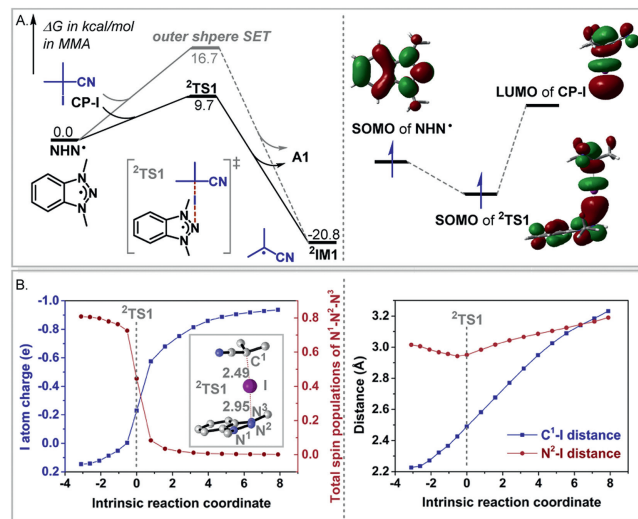 A.
ΔG in kcal/mol
in MMA
outer shpere SET
16.7
CN
I
CP-I
²TS1
9.7
0.0
NHN•
A1
N
N
N
[²TS1
CN
I
N
N
N
]‡
CN
-20.8
²IM1
SOMO of NHN•
LUMO of CP-I
SOMO of ²TS1
B.
²TS1
-1.0
-0.8
-0.6
-0.4
-0.2
0.0
0.2
I atom charge (e)
0.8
0.6
0.4
0.2
0.0
Total spin populations of N¹-N²-N³
C¹
2.49
²TS1
I
2.95
N³
N¹
N²
-4
-2
0
2
4
6
8
Intrinsic reaction coordinate
²TS1
3.2
3.0
2.8
2.6
2.4
2.2
Distance (Å)
C¹-I distance
N²-I distance
-4
-2
0
2
4
6
8
Intrinsic reaction coordinate